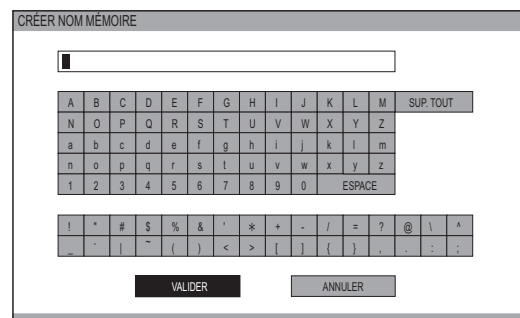 CRÉER NOM MÉMOIRE
A B C D E F G H I J K L M SUP. TOUT
N O P Q R S T U V W X Y Z
a b c d e f g h i j k l m
n o p q r s t u v w x y z
1 2 3 4 5 6 7 8 9 0 ESPACE
! " # $ % & ' * + - / = ? @ \ ^
_ ` | ~ ( ) < > [ ] { } , . : ;
VALIDER ANNULER